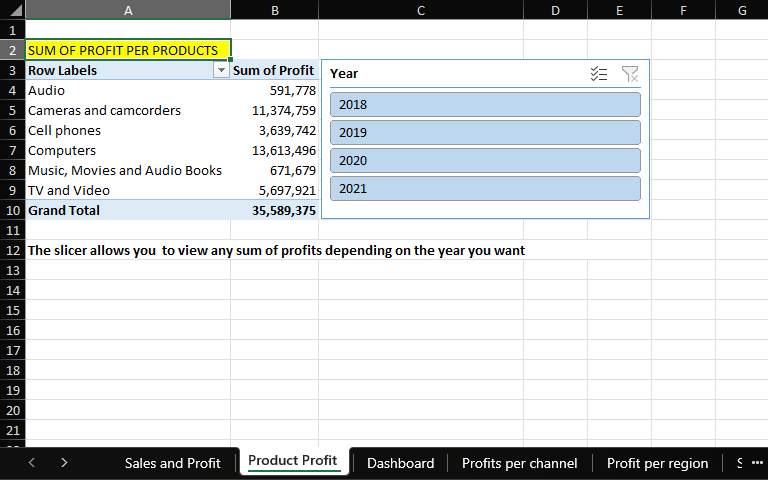 A B C D E F G
1
2 SUM OF PROFIT PER PRODUCTS
3 Row Labels Sum of Profit Year
4 Audio 591,778
2018
5 Cameras and camcorders 11,374,759
6 Cell phones 3,639,742 2019
7 Computers 13,613,496
2020
8 Music, Movies and Audio Books 671,679
9 TV and Video 5,697,921 2021
10 Grand Total 35,589,375
11
12 The slicer allows you  to view any sum of profits depending on the year you want
13
14
15
16
17
18
19
20
21
Sales and Profit Product Profit Dashboard Profits per channel Profit per region